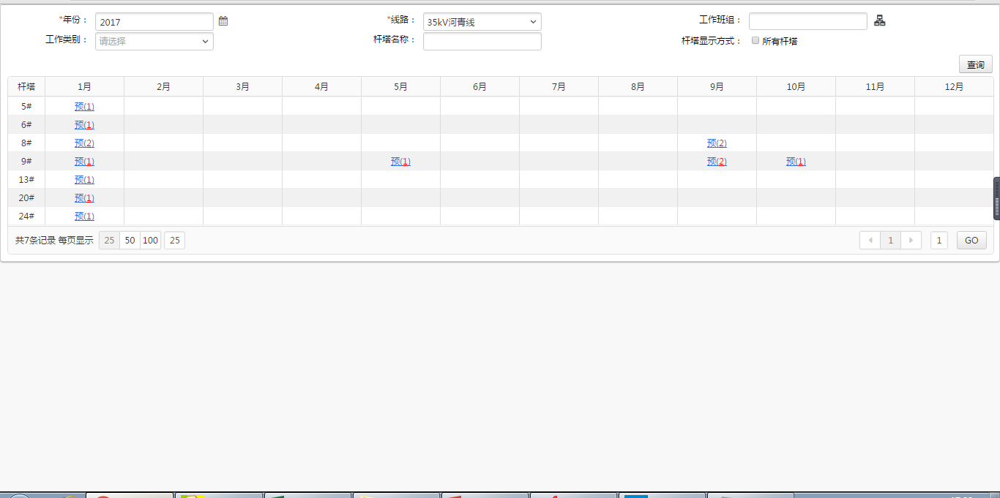 *年份： 2017 *线路： 35kV河青线 工作班组：
工作类别： 请选择 杆塔名称： 杆塔显示方式： 所有杆塔
查询
杆塔 1月 2月 3月 4月 5月 6月 7月 8月 9月 10月 11月 12月
5# 预(1)
6# 预(1)
8# 预(2) 预(2)
9# 预(1) 预(1) 预(2) 预(1)
13# 预(1)
20# 预(1)
24# 预(1)
共7条记录 每页显示 25 50 100 25 1 1 GO